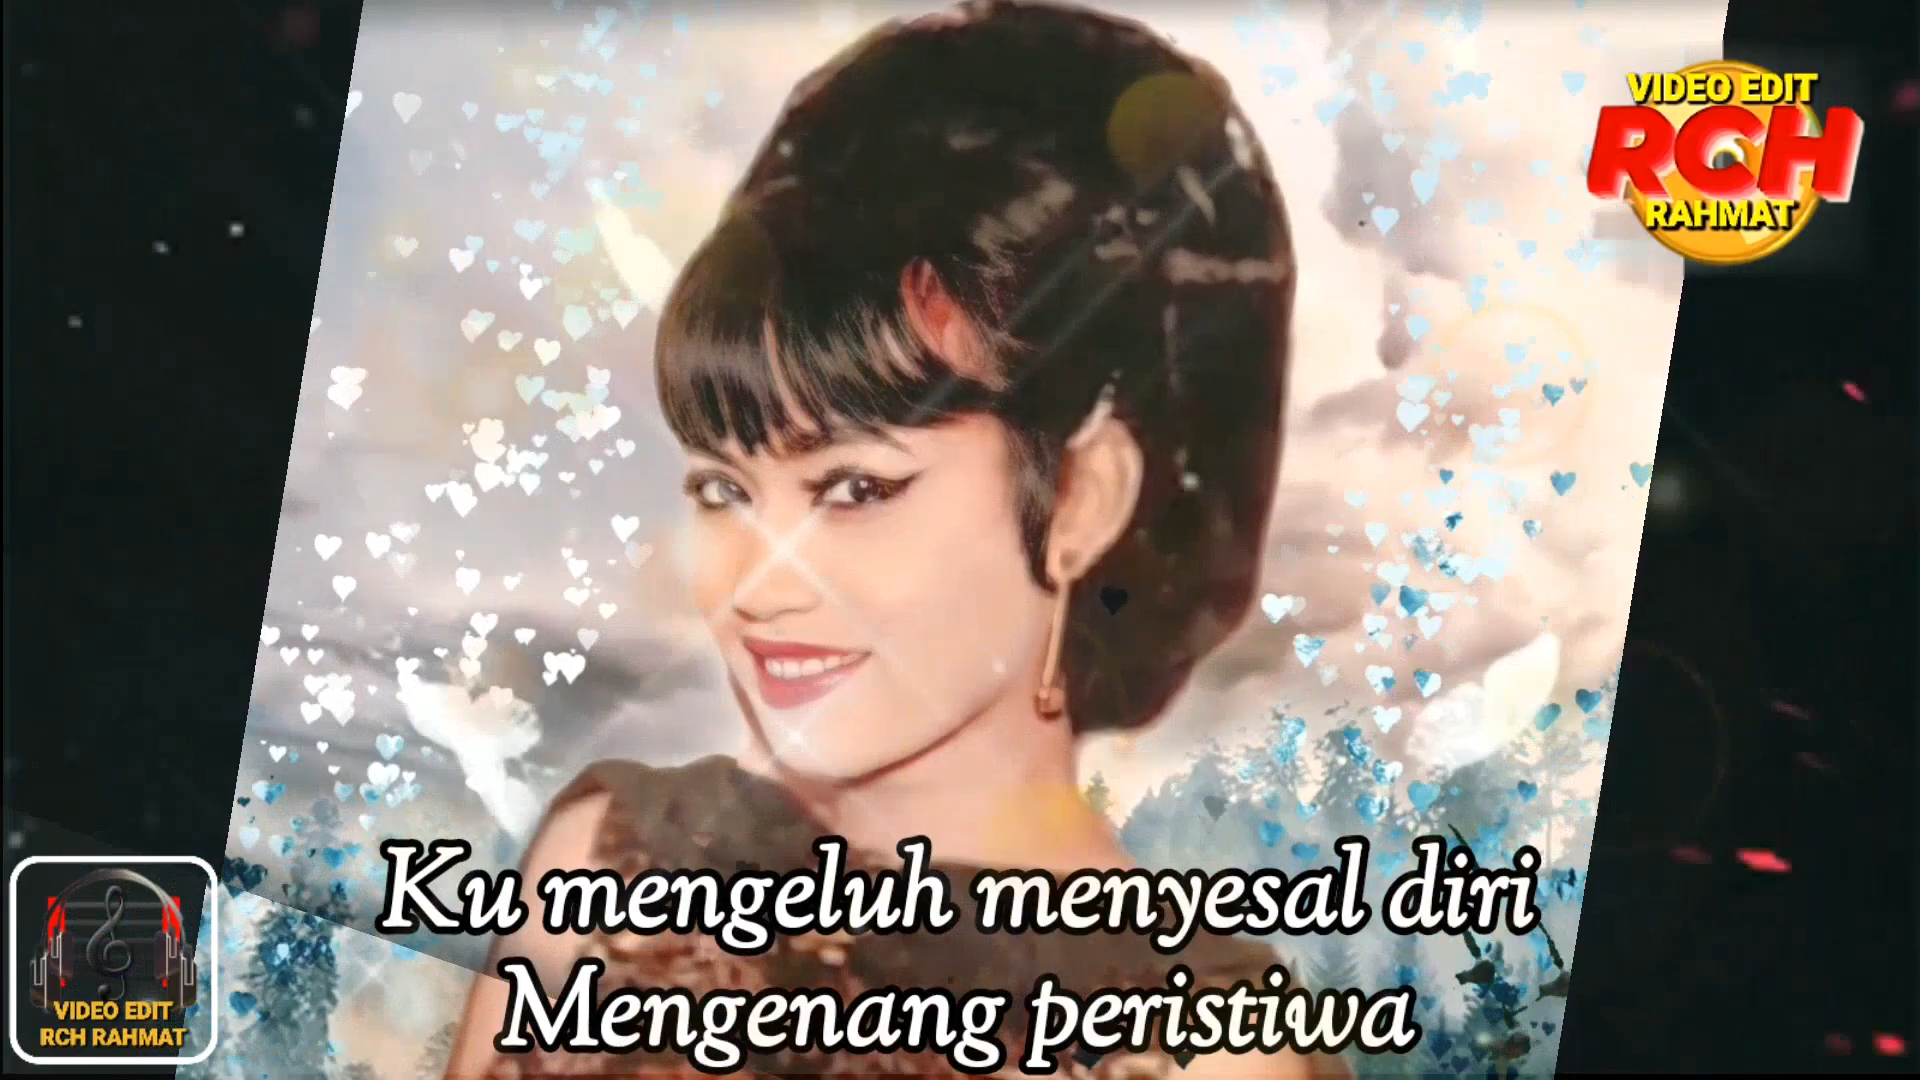 VIDEO EDIT
RCH
RAHMAT
Ku mengeluh menyesal diri
Mengenang peristiwa
VIDEO EDIT
RCH RAHMAT